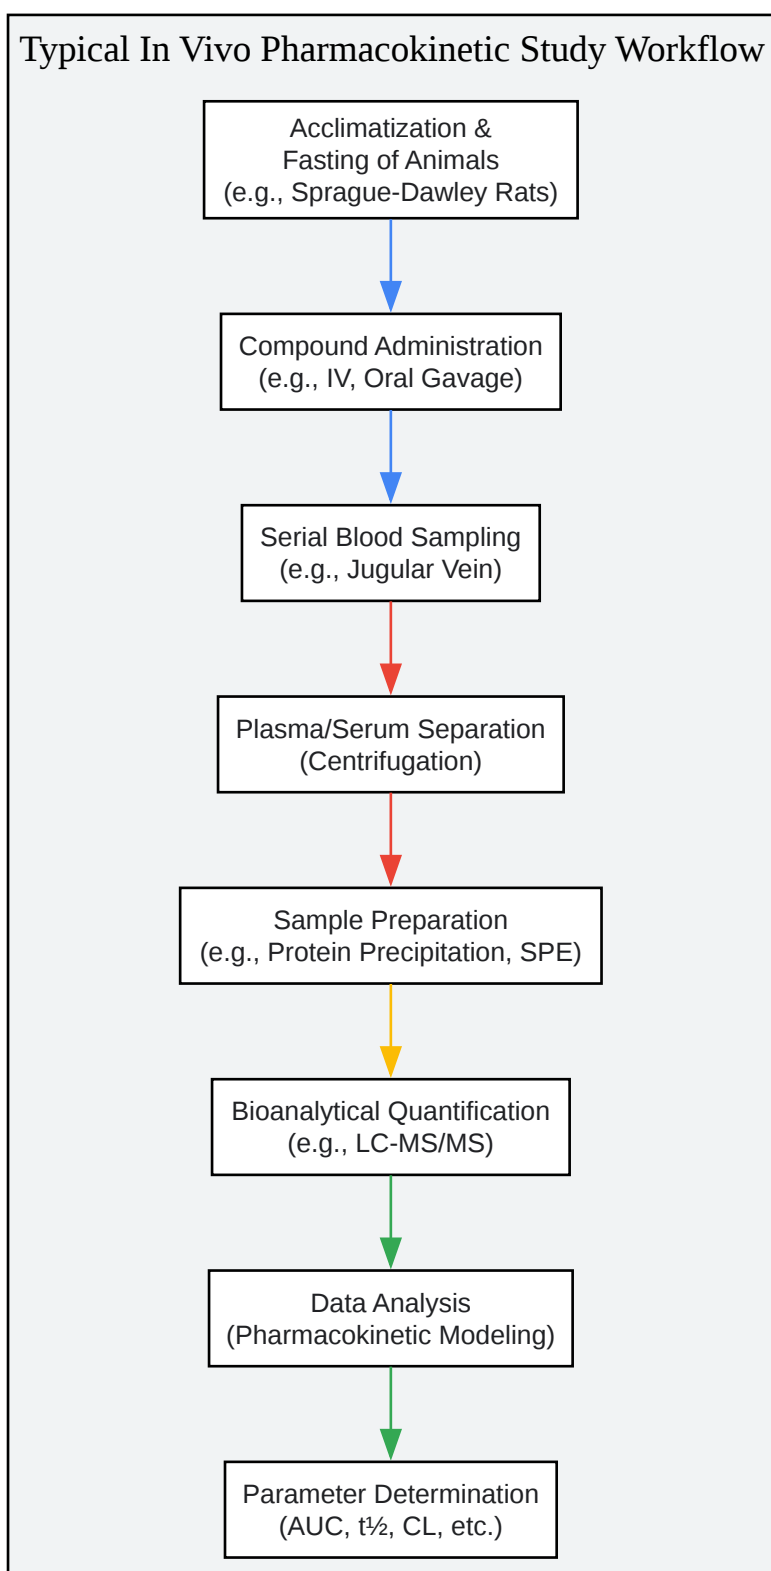 Typical In Vivo Pharmacokinetic Study Workflow
Acclimatization &
Fasting of Animals
(e.g., Sprague-Dawley Rats)
Compound Administration
(e.g., IV, Oral Gavage)
Serial Blood Sampling
(e.g., Jugular Vein)
Plasma/Serum Separation
(Centrifugation)
Sample Preparation
(e.g., Protein Precipitation, SPE)
Bioanalytical Quantification
(e.g., LC-MS/MS)
Data Analysis
(Pharmacokinetic Modeling)
Parameter Determination
(AUC, t½, CL, etc.)